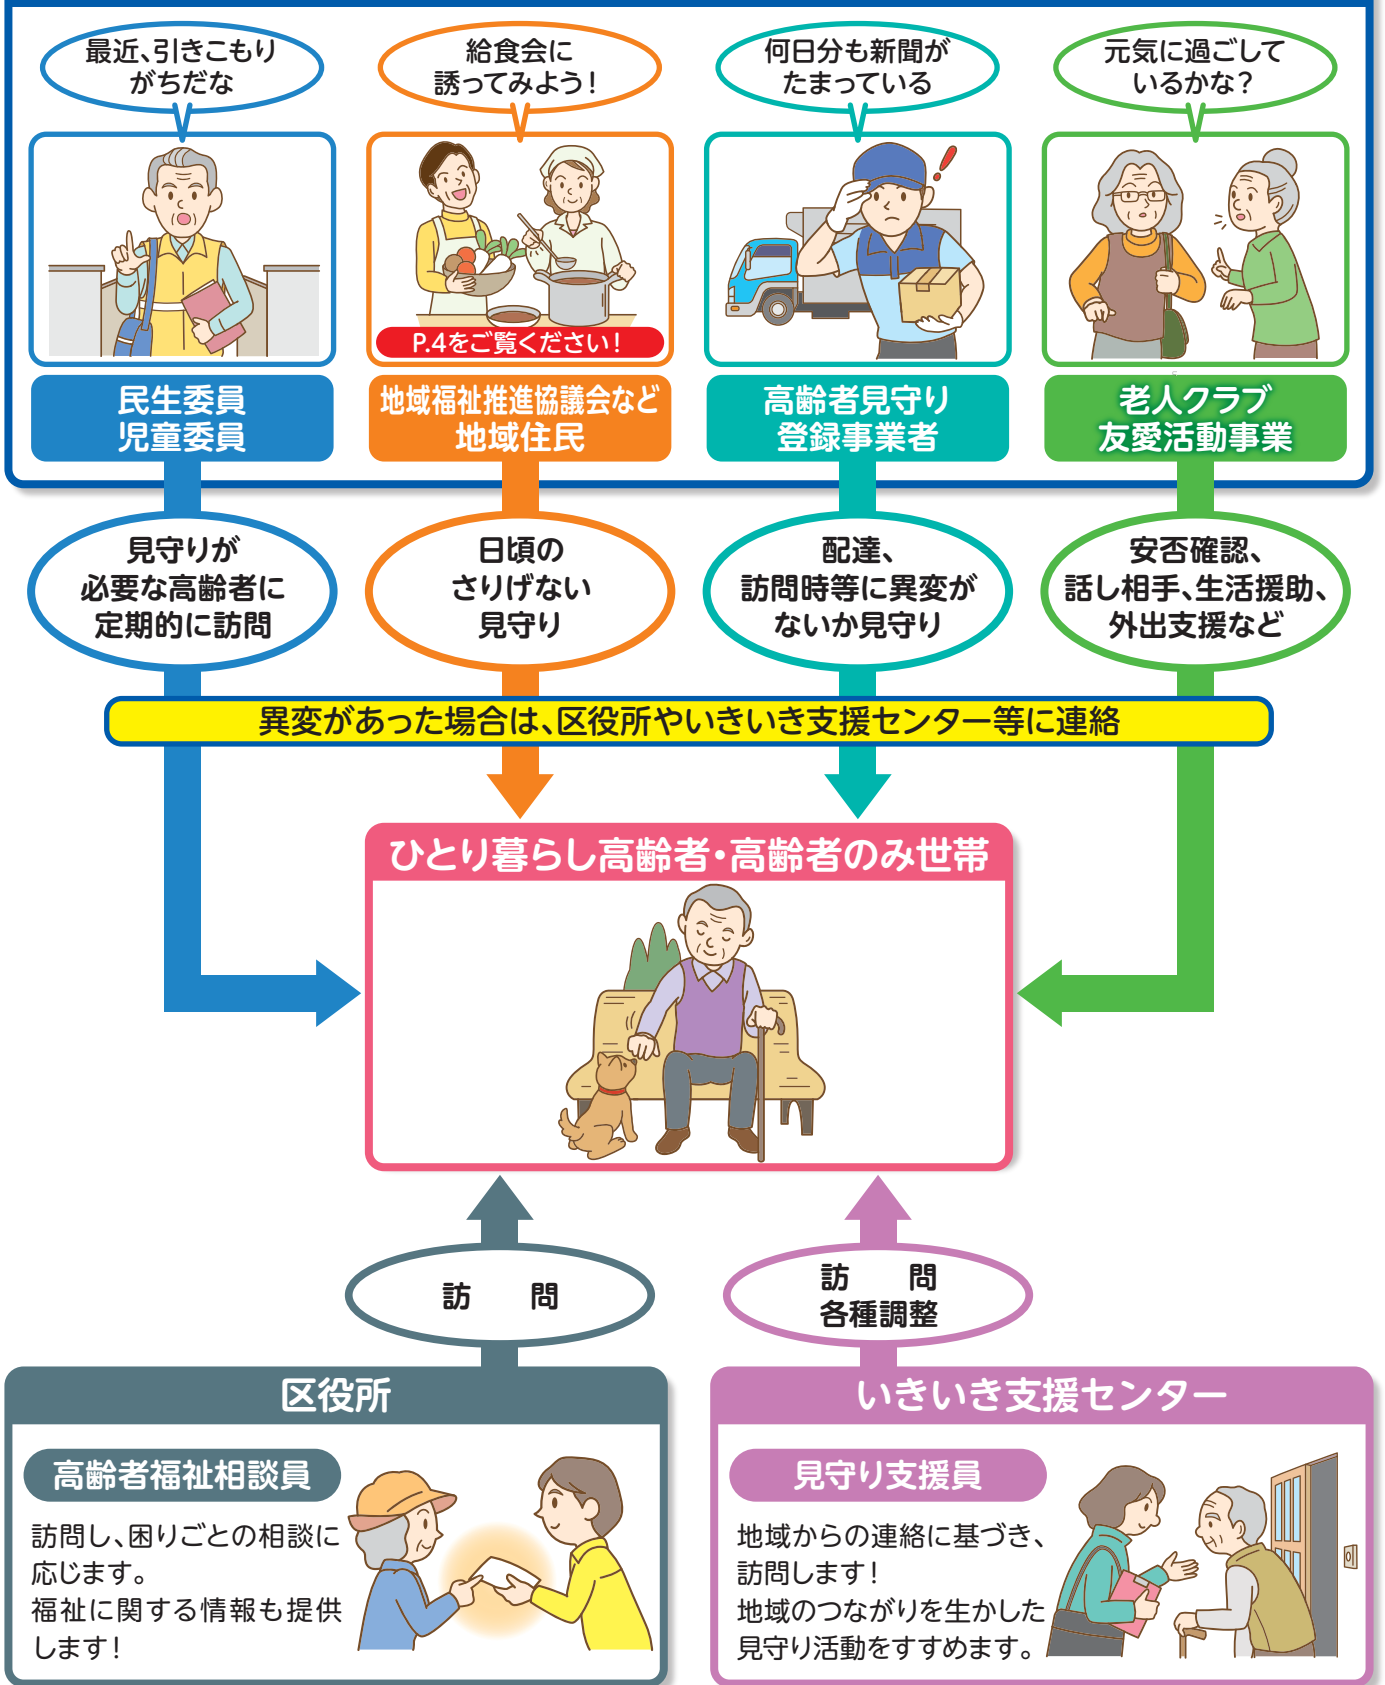 最近、引きこもり
がちだな
給食会に
誘ってみよう！
何日分も新聞が
たまっている
元気に過ごして
いるかな？
P.4をご覧ください！
民生委員
児童委員
地域福祉推進協議会など
地域住民
高齢者見守り
登録事業者
老人クラブ
友愛活動事業
見守りが
必要な高齢者に
定期的に訪問
日頃の
さりげない
見守り
配達、
訪問時等に異変が
ないか見守り
安否確認、
話し相手、生活援助、
外出支援など
異変があった場合は、区役所やいきいき支援センター等に連絡
ひとり暮らし高齢者・高齢者のみ世帯
訪　問
訪　問
各種調整
区役所
高齢者福祉相談員
訪問し、困りごとの相談に
応じます。
福祉に関する情報も提供
します！
いきいき支援センター
見守り支援員
地域からの連絡に基づき、
訪問します！
地域のつながりを生かした
見守り活動をすすめます。